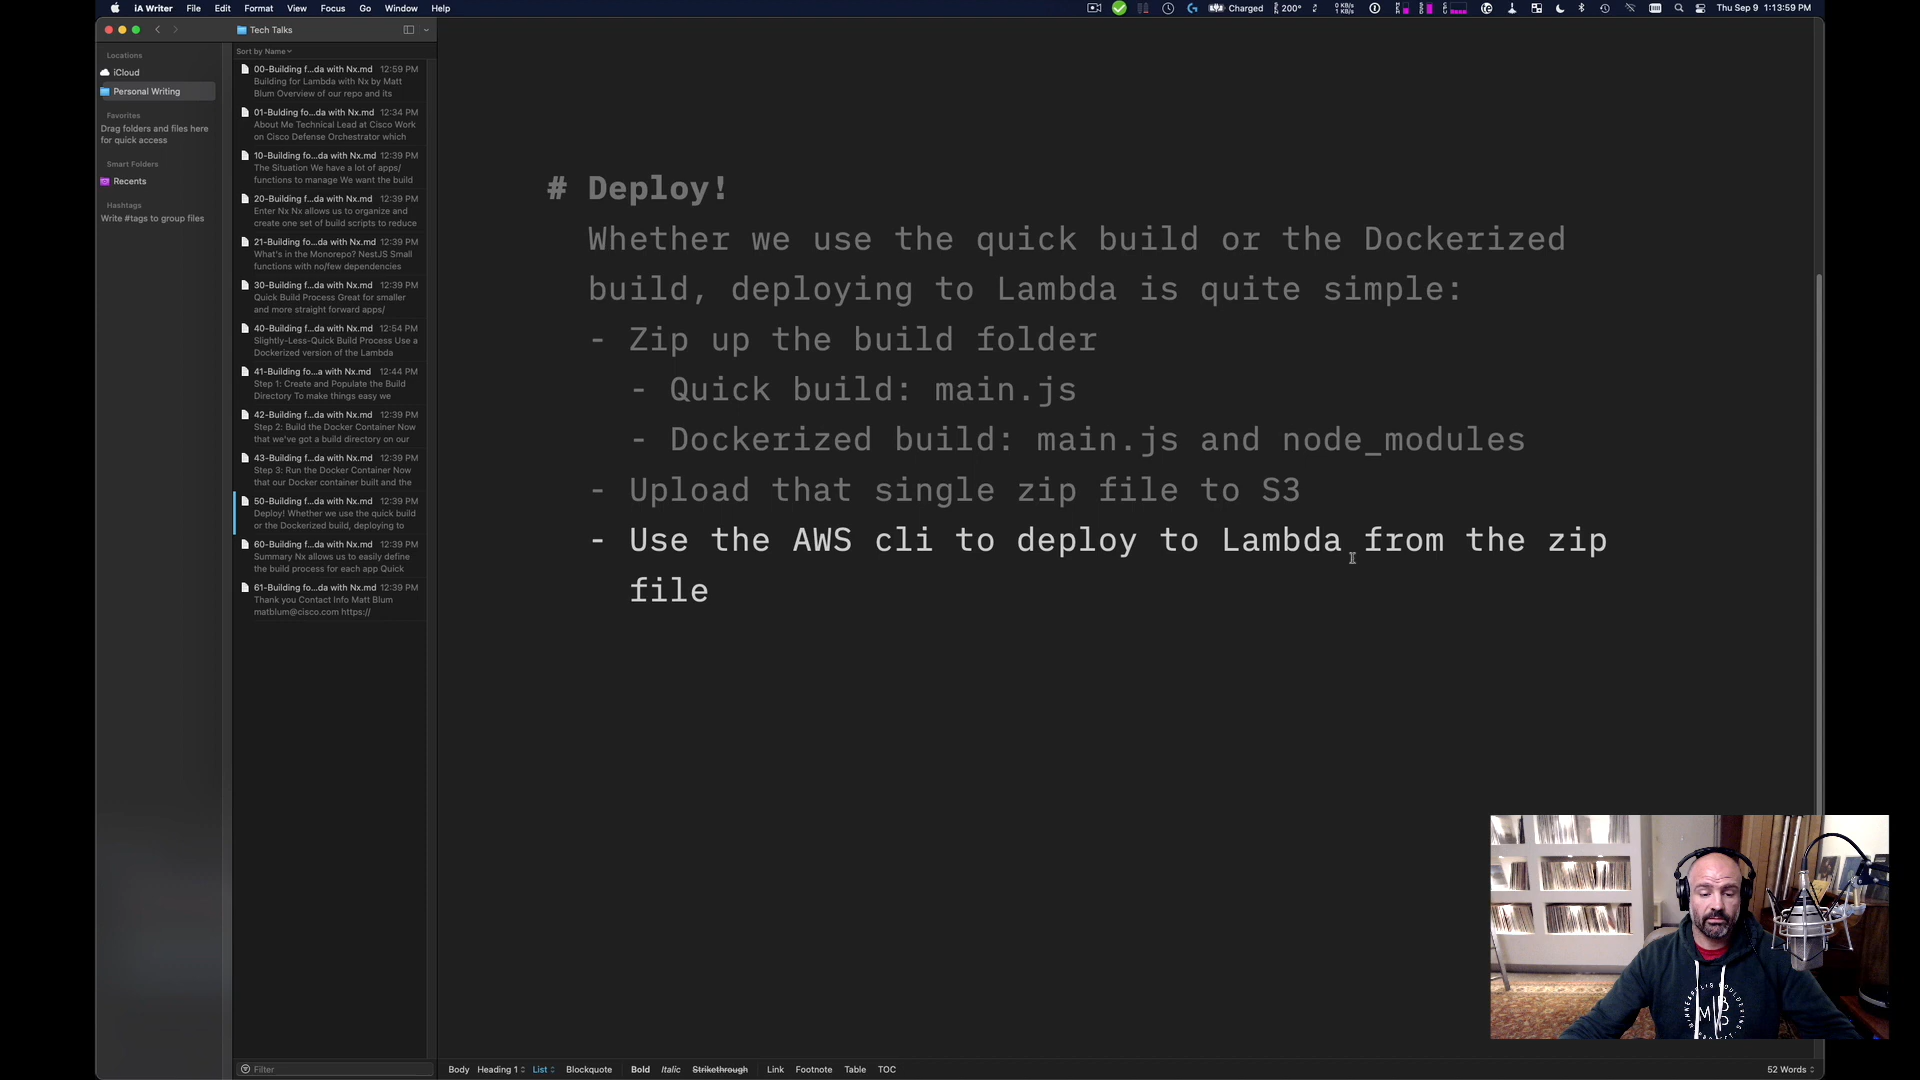 iA Writer File Edit Format View Focus Go Window Help
Charged 200° 0 KB/s 1 KB/s Thu Sep 9 1:13:59 PM
Tech Talks
Locations
iCloud
Personal Writing
Favorites
Drag folders and files here
for quick access
Smart Folders
Recents
Hashtags
Write #tags to group files
Sort by Name
00-Building f...da with Nx.md 12:59 PM
Building for Lambda with Nx by Matt
Blum Overview of our repo and its
01-Bulding fo...da with Nx.md 12:34 PM
About Me Technical Lead at Cisco Work
on Cisco Defense Orchestrator which
10-Building fo...da with Nx.md 12:39 PM
The Situation We have a lot of apps/
functions to manage We want the build
20-Building f...da with Nx.md 12:39 PM
Enter Nx Nx allows us to organize and
create one set of build scripts to reduce
21-Building f...da with Nx.md 12:39 PM
What's in the Monorepo? NestJS Small
functions with no/few dependencies
30-Building f...da with Nx.md 12:39 PM
Quick Build Process Great for smaller
and more straight forward apps/
40-Building f...da with Nx.md 12:54 PM
Slightly-Less-Quick Build Process Use a
Dockerized version of the Lambda
41-Building fo...a with Nx.md 12:44 PM
Step 1: Create and Populate the Build
Directory To make things easy we
42-Building f...da with Nx.md 12:39 PM
Step 2: Build the Docker Container Now
that we've got a build directory on our
43-Building f...da with Nx.md 12:39 PM
Step 3: Run the Docker Container Now
that our Docker container built and the
50-Building f...da with Nx.md 12:39 PM
Deploy! Whether we use the quick build
or the Dockerized build, deploying to
60-Building f...da with Nx.md 12:39 PM
Summary Nx allows us to easily define
the build process for each app Quick
61-Building fo...da with Nx.md 12:39 PM
Thank you Contact Info Matt Blum
matblum@cisco.com https://
Filter
# Deploy!
Whether we use the quick build or the Dockerized
build, deploying to Lambda is quite simple:
- Zip up the build folder
- Quick build: main.js
- Dockerized build: main.js and node_modules
- Upload that single zip file to S3
- Use the AWS cli to deploy to Lambda from the zip
file
Body Heading 1 List Blockquote Bold Italic Strikethrough Link Footnote Table TOC
52 Words